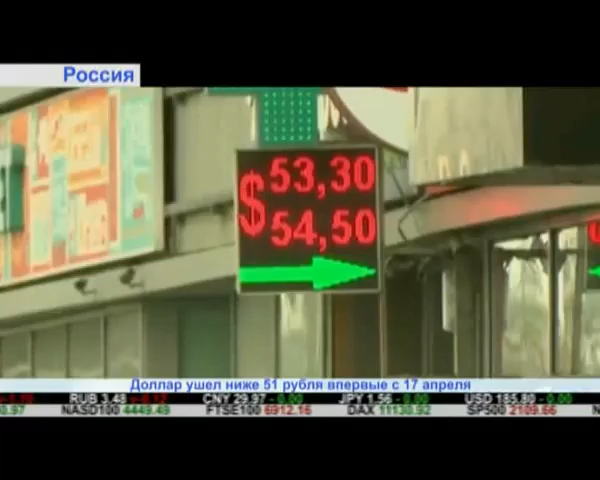 Россия
$ 53,30
54,50
Доллар ушел ниже 51 рубля впервые с 17 апреля
RUB 3.48 CNY 29.97 - 0.00 JPY 1.56 - 0.00 USD 185.80 - 0.00
0.97 NASD100 4449.49 FTSE100 6912.16 DAX 11130.92 SP500 2109.66 N